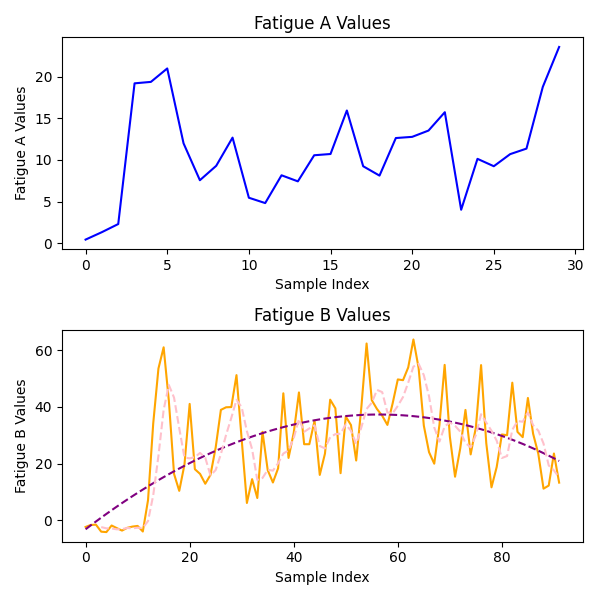 Fatigue A Values
Fatigue A Values
20
15
10
5
0
0 5 10 15 20 25 30
Sample Index
Fatigue B Values
Fatigue B Values
60
40
20
0
0 20 40 60 80
Sample Index